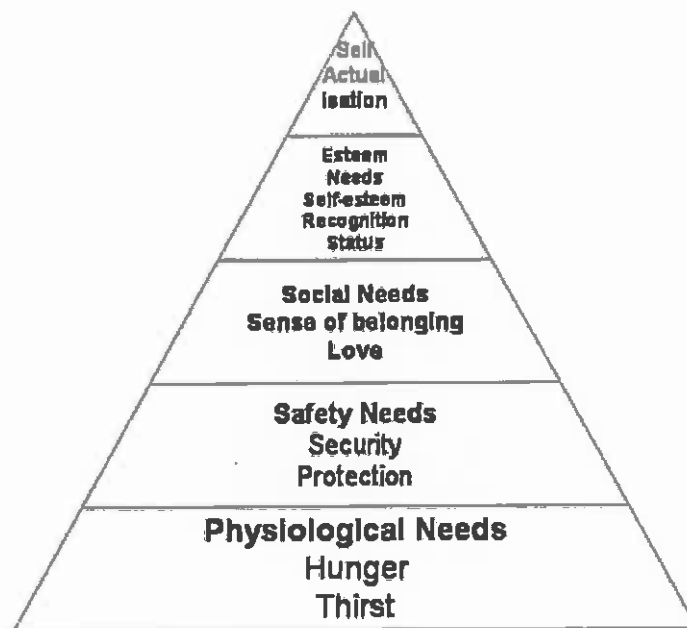 Self
Actual
isation
Esteem
Needs
Self-esteem
Recognition
Status
Social Needs
Sense of belonging
Love
Safety Needs
Security
Protection
Physiological Needs
Hunger
Thirst